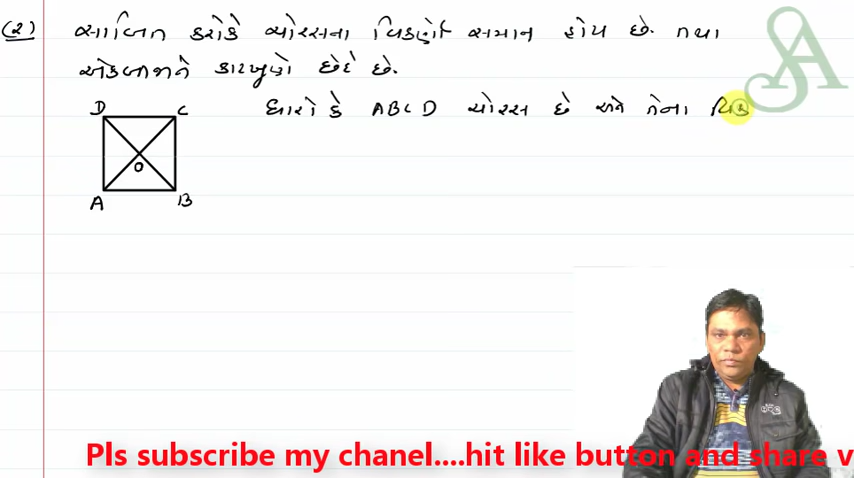 (2) સાબિત કરોકે ચોરસના વિકર્ણો સમાન હોય છે. તથા
એકબીજાને કાટખુણે છેદે છે.
ધારો કે ABCD ચોરસ છે અને તેના વિક
D C
O
A B
Pls subscribe my chanel....hit like button and share v